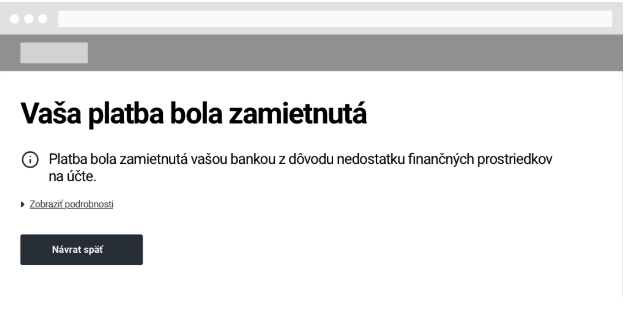 Vaša platba bola zamietnutá
Platba bola zamietnutá vašou bankou z dôvodu nedostatku finančných prostriedkov
na účte.
Zobraziť podrobnosti
Návrat späť